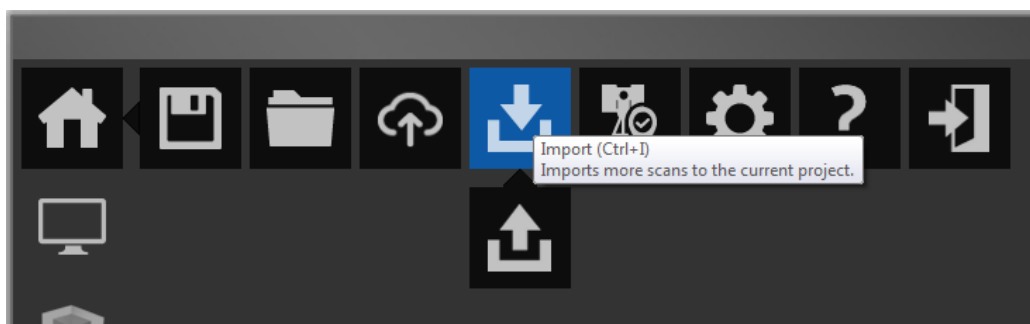 Import (Ctrl+I)
Imports more scans to the current project.